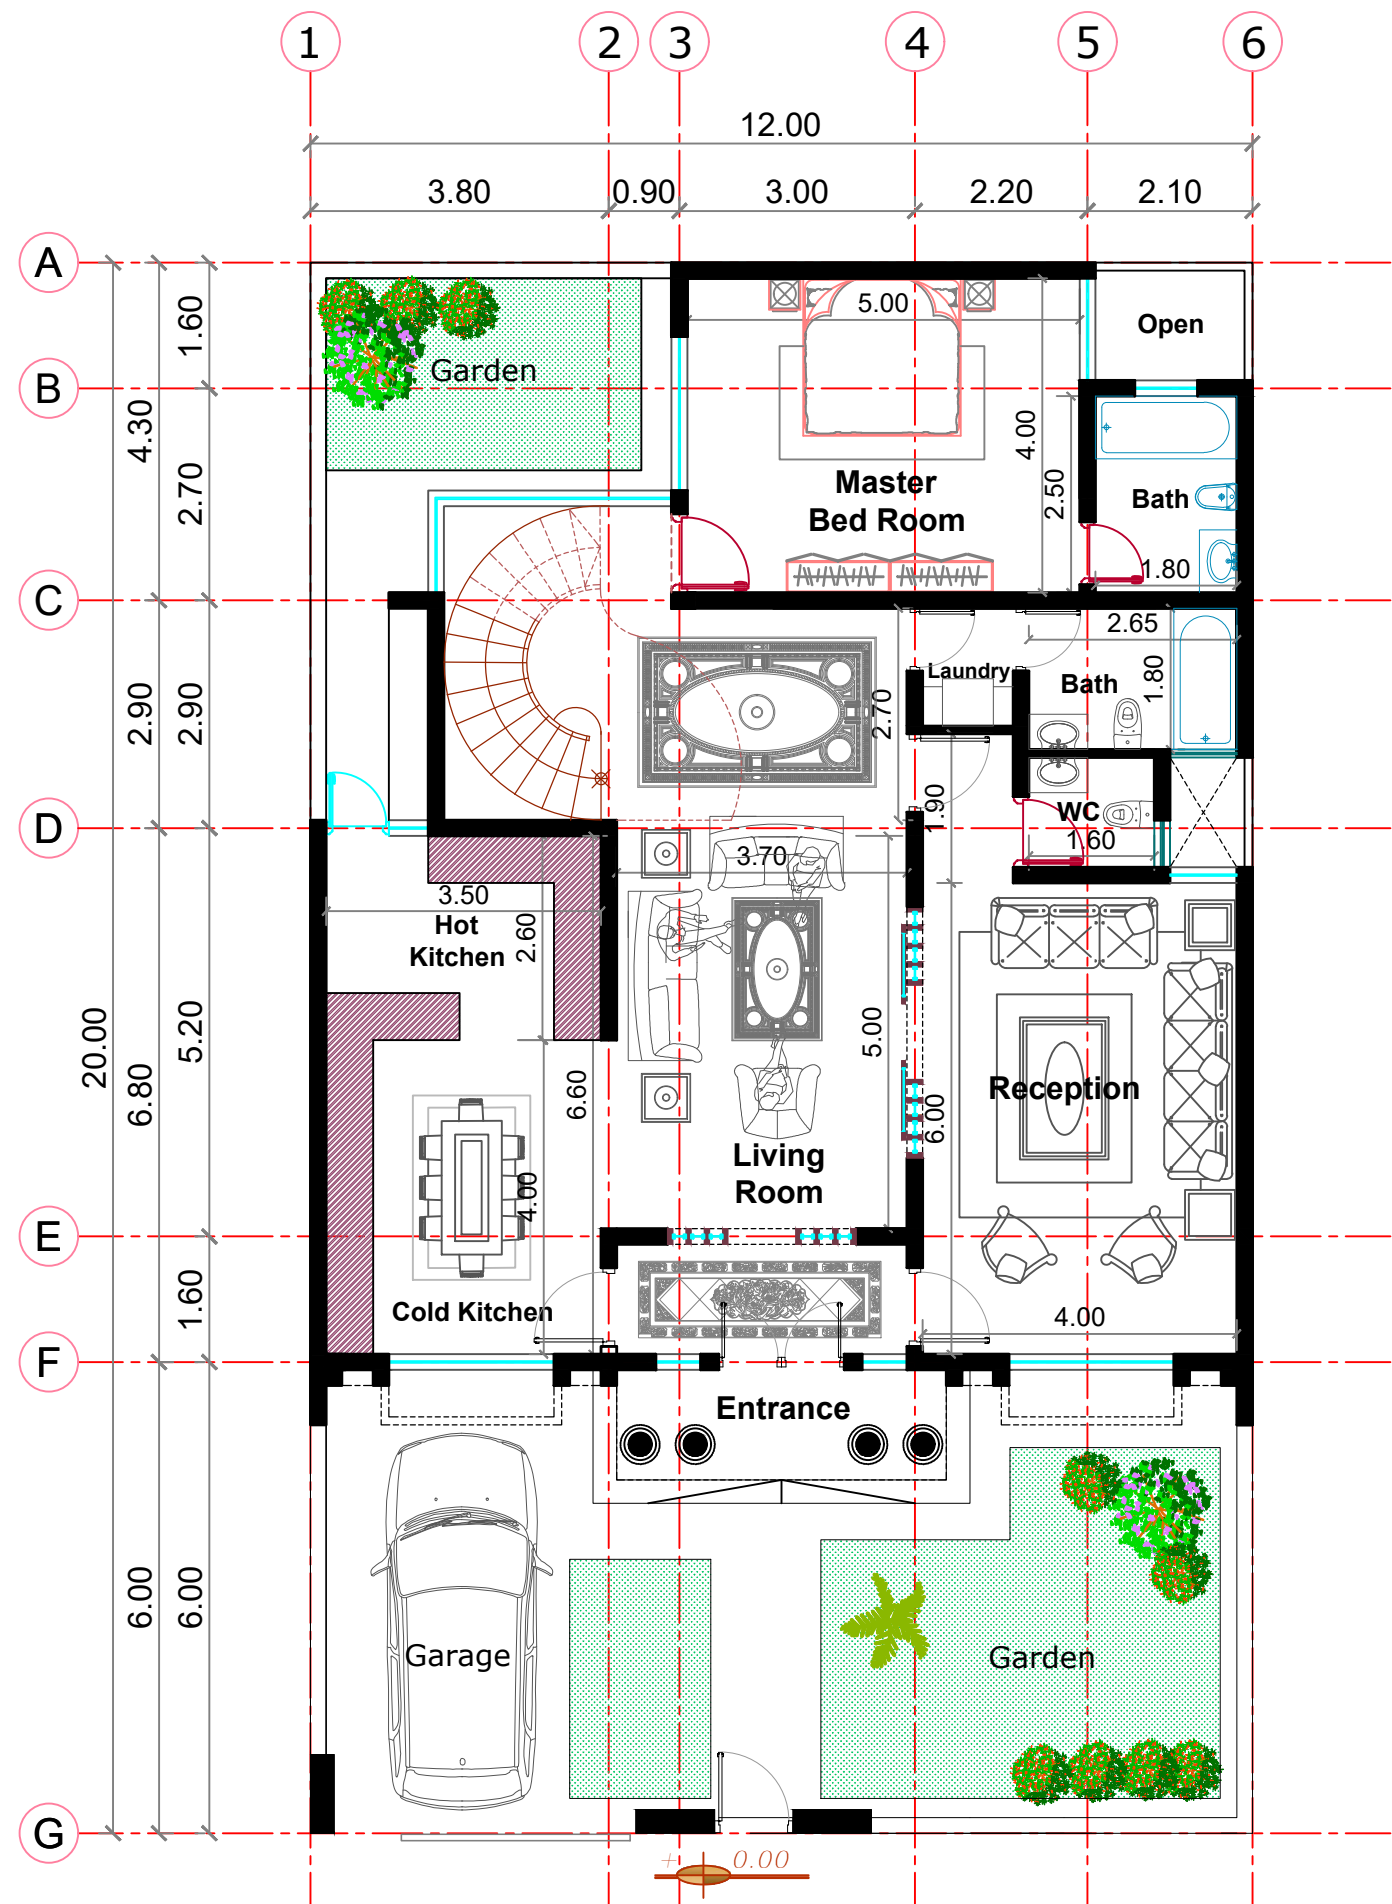 1 2 3 4 5 6
12.00
3.80 0.90 3.00 2.20 2.10
A
B
C
D
E
F
G
20.00
4.30
2.90
6.80
6.00
1.60
2.70
2.90
5.20
1.60
6.00
Garden
5.00
Open
4.00
2.50
Master
Bed Room
Bath
1.80
2.65
Laundry
Bath
1.80
2.70
1.90
WC
1.60
3.70
3.50
Hot
Kitchen
2.60
5.00
6.60
6.00
Reception
Living
Room
4.00
Cold Kitchen
4.00
Entrance
Garage
Garden
+ 0.00